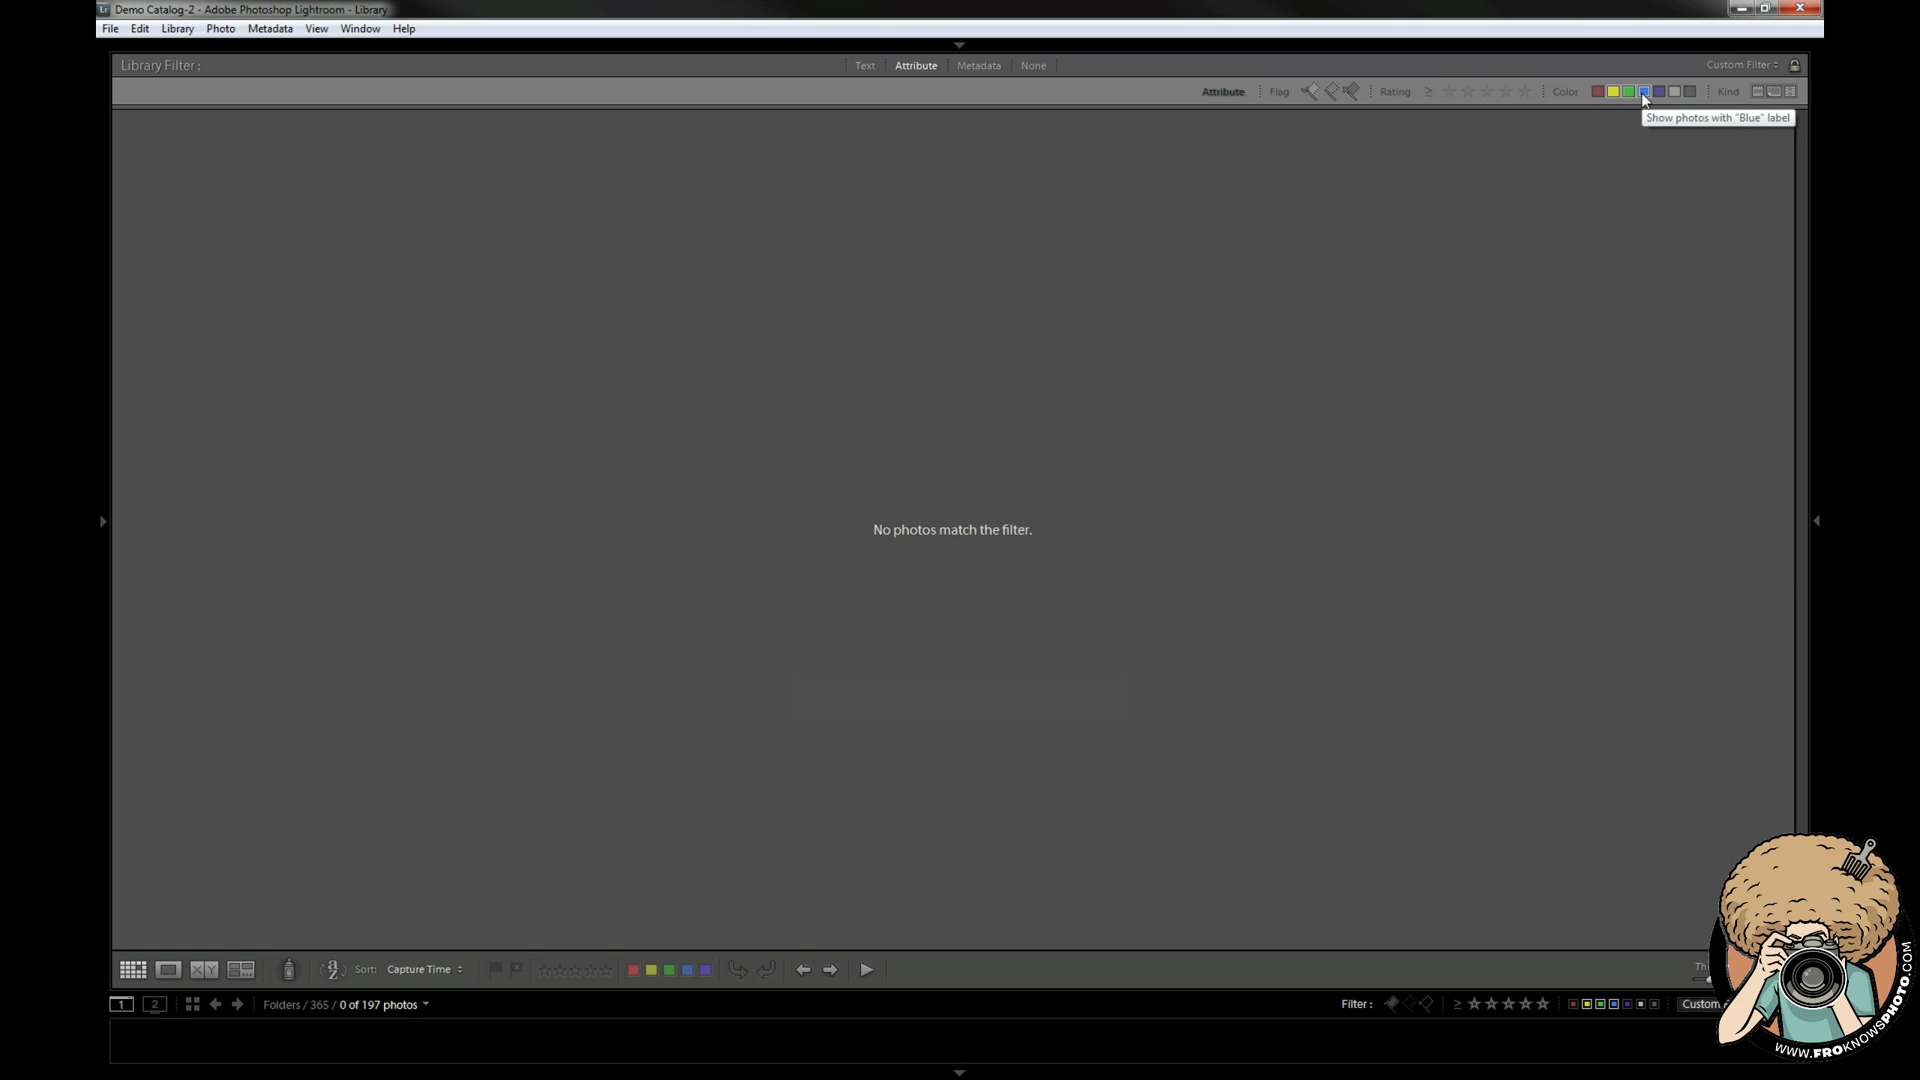 Lr Demo Catalog-2 - Adobe Photoshop Lightroom - Library
File Edit Library Photo Metadata View Window Help
Library Filter : Text Attribute Metadata None Custom Filter
Attribute Flag Rating ≥ Color Kind
Show photos with "Blue" label
No photos match the filter.
XY Sort: Capture Time
1 2 Folders / 365 / 0 of 197 photos Filter : ≥
WWW.FROKNOWSPHOTO.COM